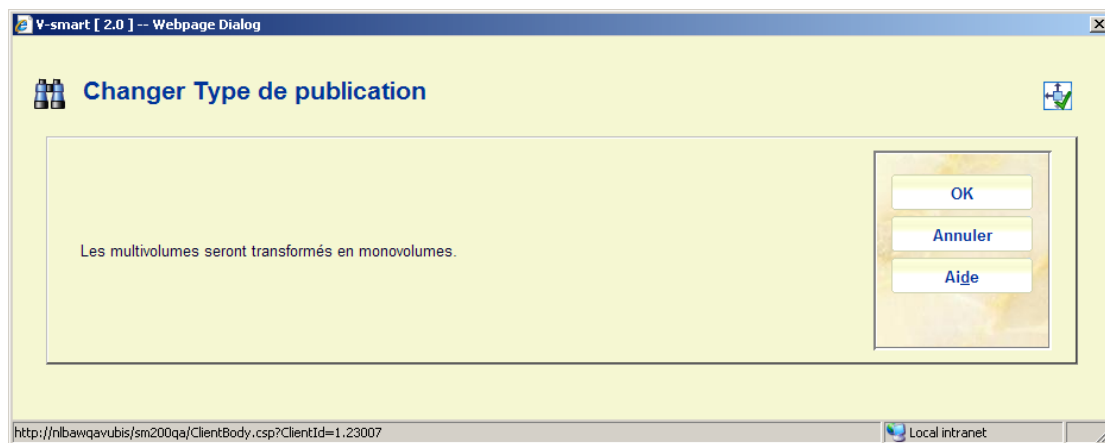 V-smart [ 2.0 ] -- Webpage Dialog
Changer Type de publication
Les multivolumes seront transformés en monovolumes.
OK
Annuler
Aide
http://nlbawqavubis/sm200qa/ClientBody.csp?ClientId=1.23007
Local intranet